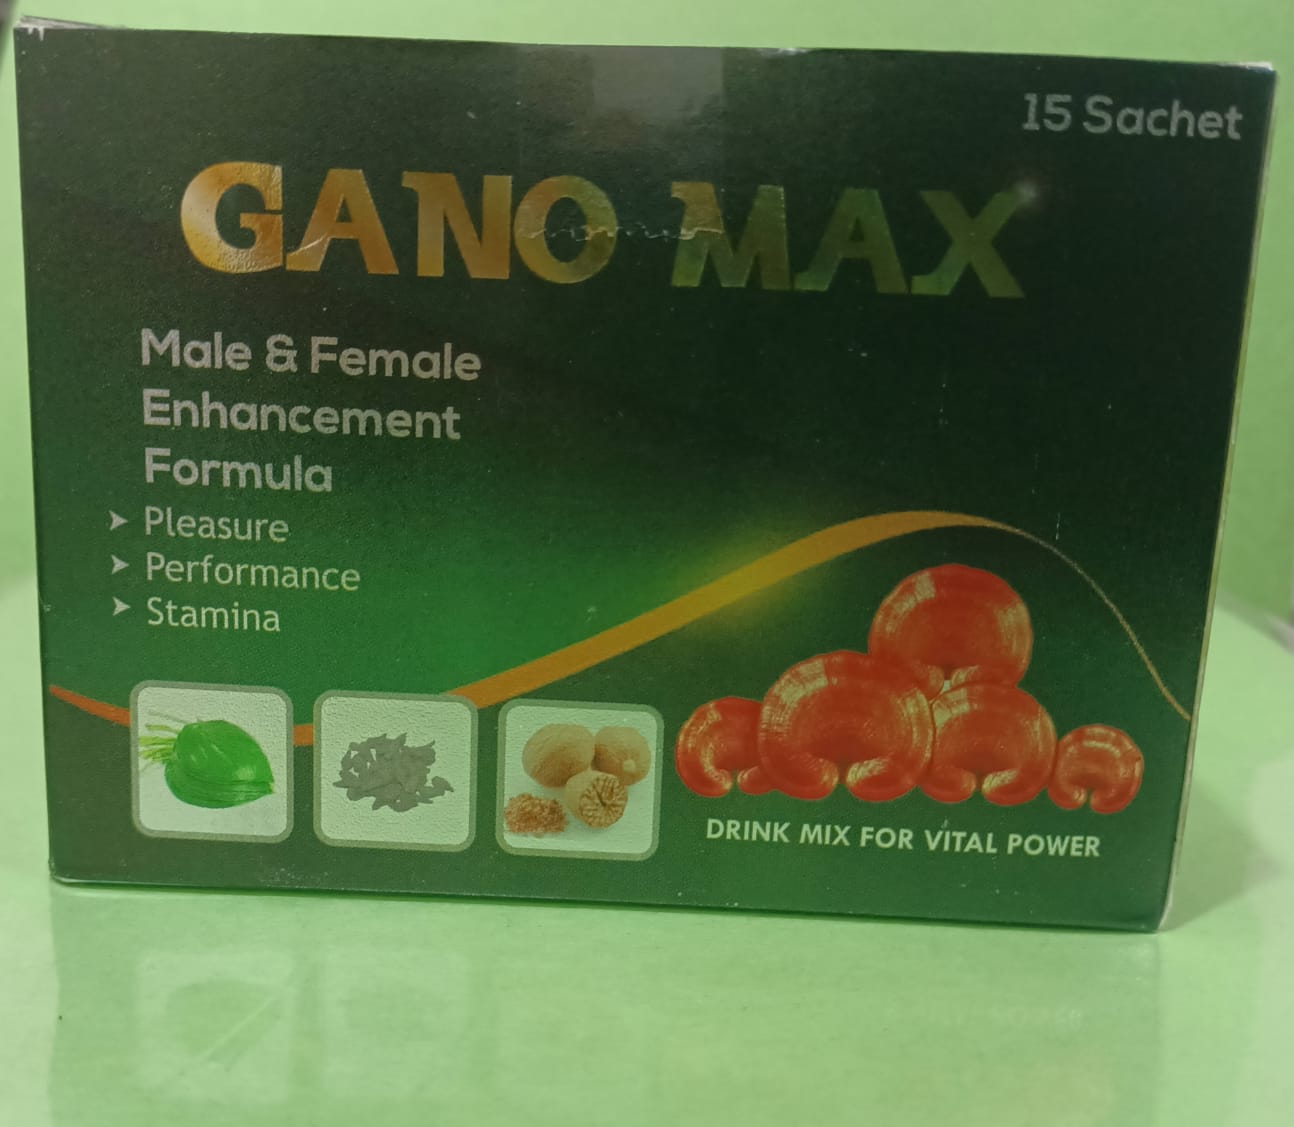 15 Sachet
GANO MAX
Male & Female
Enhancement
Formula
➤ Pleasure
➤ Performance
➤ Stamina
DRINK MIX FOR VITAL POWER